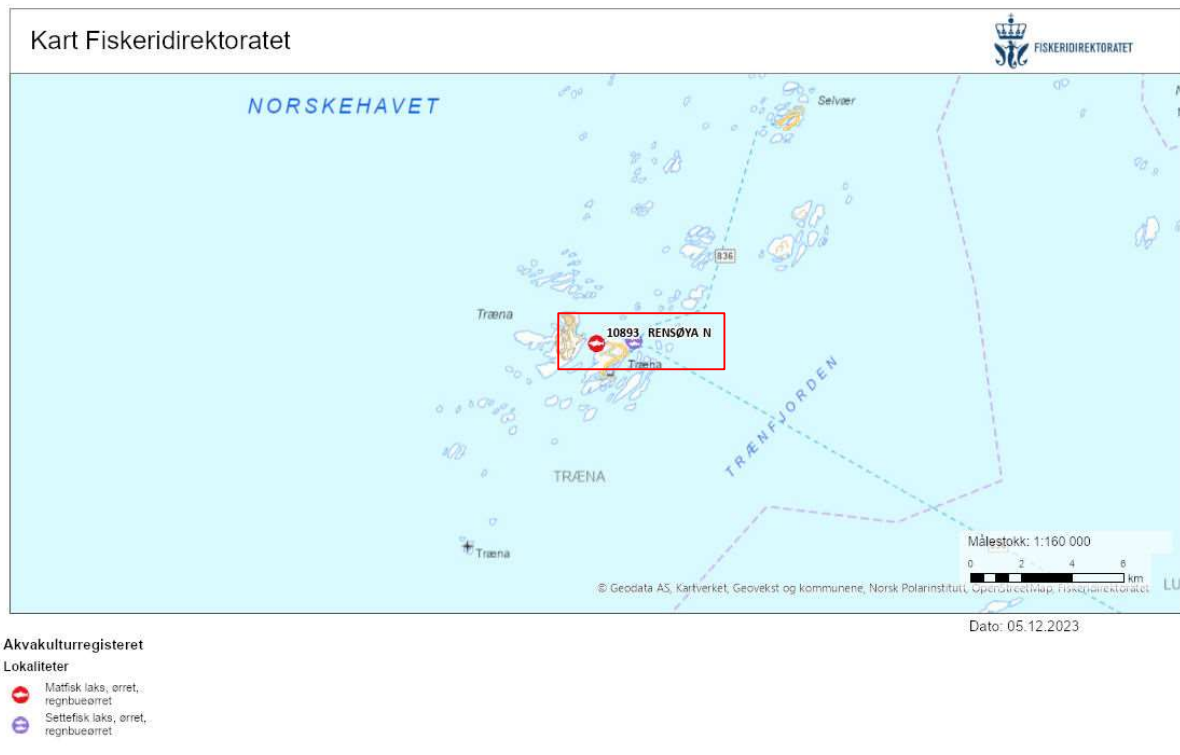 Kart Fiskeridirektoratet
FISKERIDIREKTORATET
NORSKEHAVET
Selvær
836
Træna
10893 RENSØYA N
Træna
TRÆNFJORDEN
TRÆNA
Træna
Målestokk: 1:160 000
0 2 4 6
km
© Geodata AS, Kartverket, Geovekst og kommunene, Norsk Polarinstitutt, OpenStreetMap, Fiskeridirektoratet
LU
Dato: 05.12.2023
Akvakulturregisteret
Lokaliteter
Matfisk laks, ørret,
regnbueørret
Settefisk laks, ørret,
regnbueørret